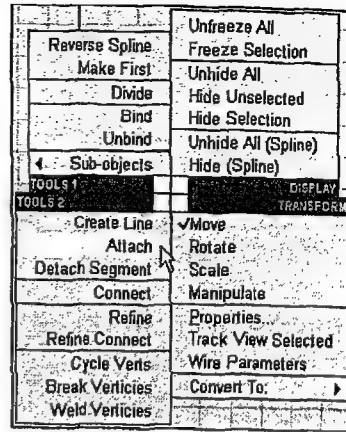 Reverse Spline
Make First
Divide
Bind
Unbind
Sub-objects
TOOLS 1
Unfreeze All
Freeze Selection
Unhide All
Hide Unselected
Hide Selection
Unhide All (Spline)
Hide (Spline)
DISPLAY
TOOLS 2
Create Line
Attach
Detach Segment
Connect
Refine
Refine Connect
Cycle Verts
Break Verticies
Weld Verticies
TRANSFORM
✓Move
Rotate
Scale
Manipulate
Properties...
Track View Selected
Wire Parameters
Convert To: